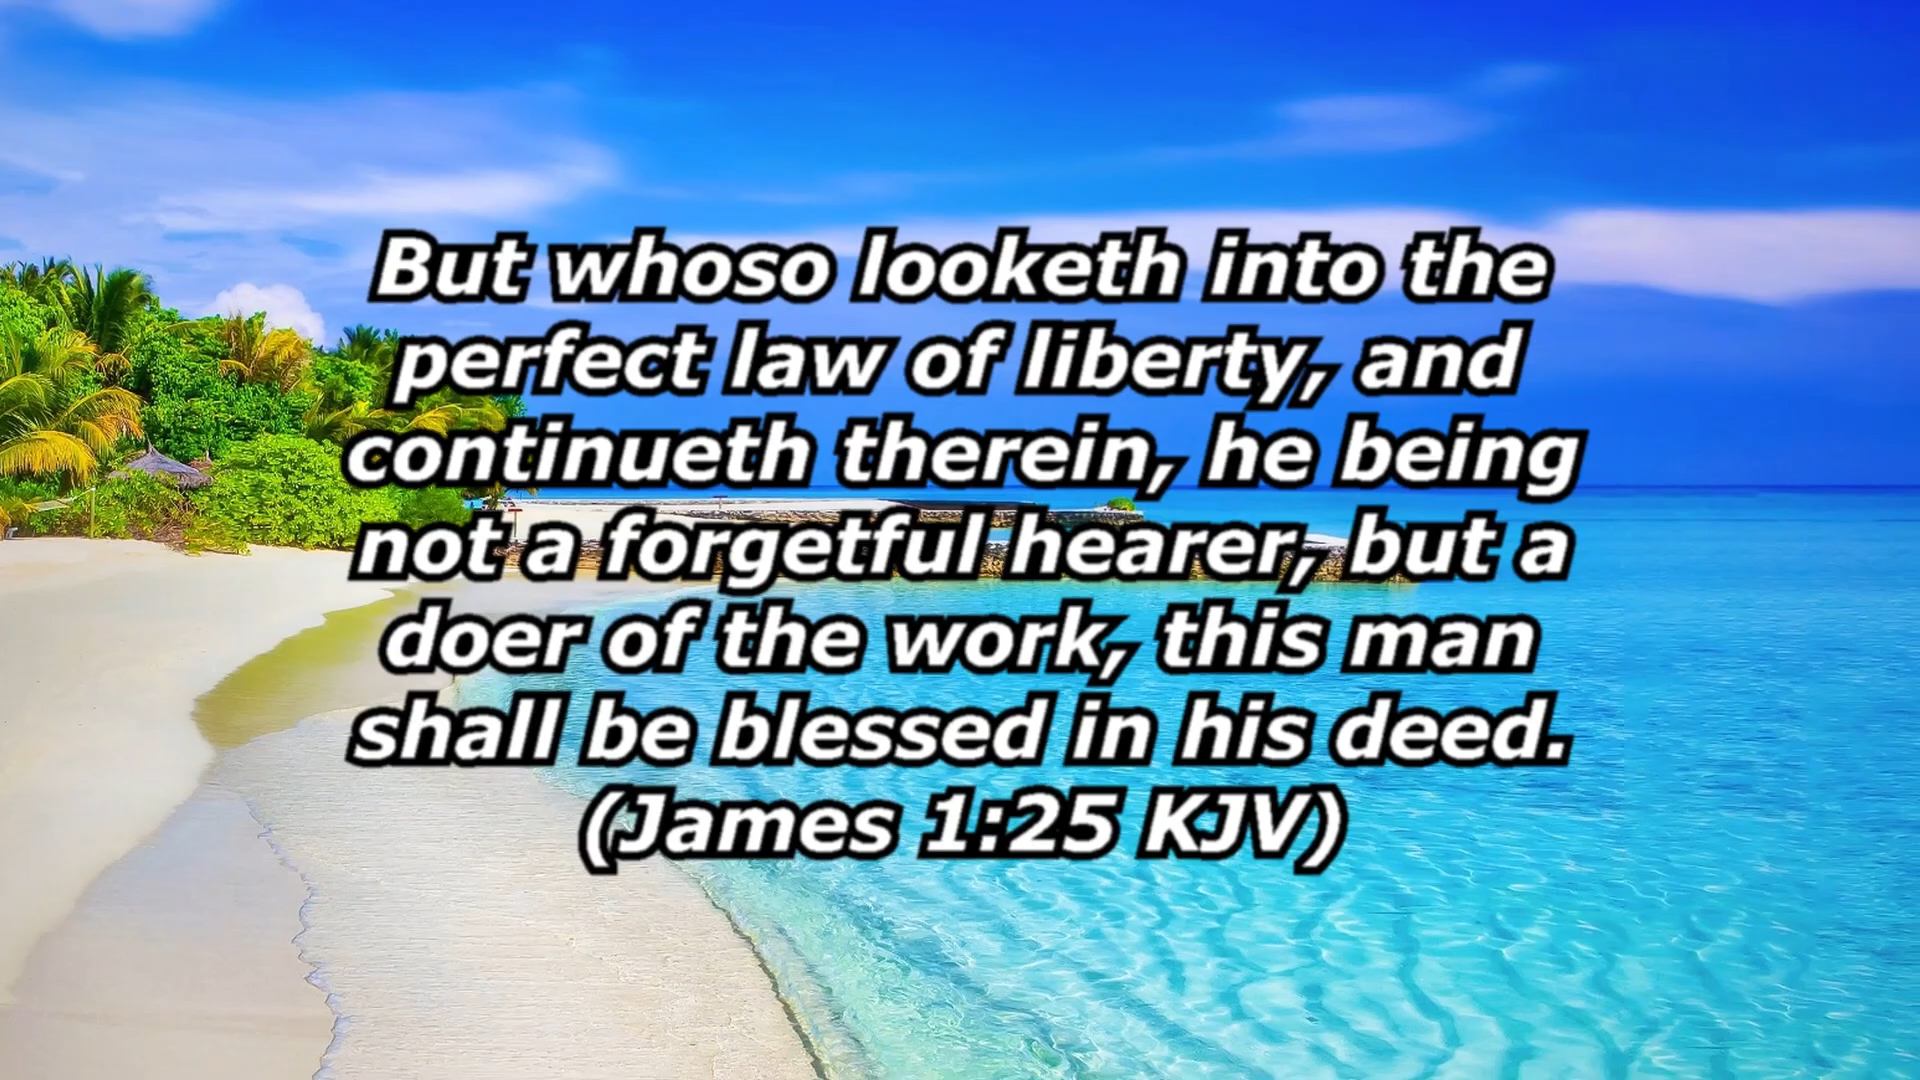 But whoso looketh into the
perfect law of liberty, and
continueth therein, he being
not a forgetful hearer, but a
doer of the work, this man
shall be blessed in his deed.
(James 1:25 KJV)